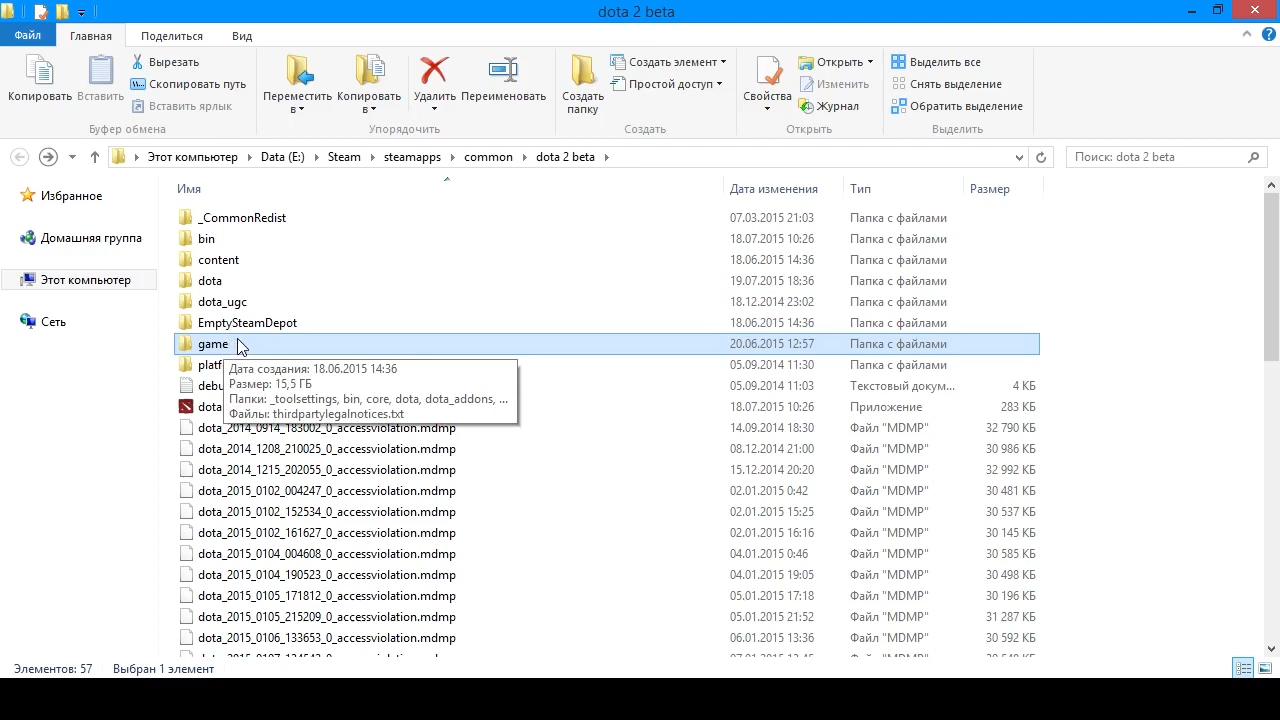 dota 2 beta
Файл
Главная
Поделиться
Вид
Копировать
Вставить
Вырезать
Скопировать путь
Вставить ярлык
Буфер обмена
Переместить в
Копировать в
Удалить
Переименовать
Упорядочить
Создать папку
Создать элемент
Простой доступ
Создать
Свойства
Открыть
Изменить
Журнал
Открыть
Выделить все
Снять выделение
Обратить выделение
Выделить
Этот компьютер
Data (E:)
Steam
steamapps
common
dota 2 beta
Поиск: dota 2 beta
Избранное
Домашняя группа
Этот компьютер
Сеть
Имя Дата изменения Тип Размер
_CommonRedist 07.03.2015 21:03 Папка с файлами
bin 18.07.2015 10:26 Папка с файлами
content 18.06.2015 14:36 Папка с файлами
dota 19.07.2015 18:36 Папка с файлами
dota_ugc 18.12.2014 23:02 Папка с файлами
EmptySteamDepot 18.06.2015 14:36 Папка с файлами
game 20.06.2015 12:57 Папка с файлами
platf 05.09.2014 11:30 Папка с файлами
debu 05.09.2014 11:03 Текстовый докум... 4 КБ
dota 18.07.2015 10:26 Приложение 283 КБ
Дата создания: 18.06.2015 14:36
Размер: 15,5 ГБ
Папки: _toolsettings, bin, core, dota, dota_addons, ...
Файлы: thirdpartylegalnotices.txt
dota_2014_0914_183002_0_accessviolation.mdmp 14.09.2014 18:30 Файл "MDMP" 32 790 КБ
dota_2014_1208_210025_0_accessviolation.mdmp 08.12.2014 21:00 Файл "MDMP" 30 986 КБ
dota_2014_1215_202055_0_accessviolation.mdmp 15.12.2014 20:20 Файл "MDMP" 32 992 КБ
dota_2015_0102_004247_0_accessviolation.mdmp 02.01.2015 0:42 Файл "MDMP" 30 481 КБ
dota_2015_0102_152534_0_accessviolation.mdmp 02.01.2015 15:25 Файл "MDMP" 30 537 КБ
dota_2015_0102_161627_0_accessviolation.mdmp 02.01.2015 16:16 Файл "MDMP" 30 145 КБ
dota_2015_0104_004608_0_accessviolation.mdmp 04.01.2015 0:46 Файл "MDMP" 30 585 КБ
dota_2015_0104_190523_0_accessviolation.mdmp 04.01.2015 19:05 Файл "MDMP" 30 498 КБ
dota_2015_0105_171812_0_accessviolation.mdmp 05.01.2015 17:18 Файл "MDMP" 30 196 КБ
dota_2015_0105_215209_0_accessviolation.mdmp 05.01.2015 21:52 Файл "MDMP" 31 287 КБ
dota_2015_0106_133653_0_accessviolation.mdmp 06.01.2015 13:36 Файл "MDMP" 30 592 КБ
Элементов: 57
Выбран 1 элемент